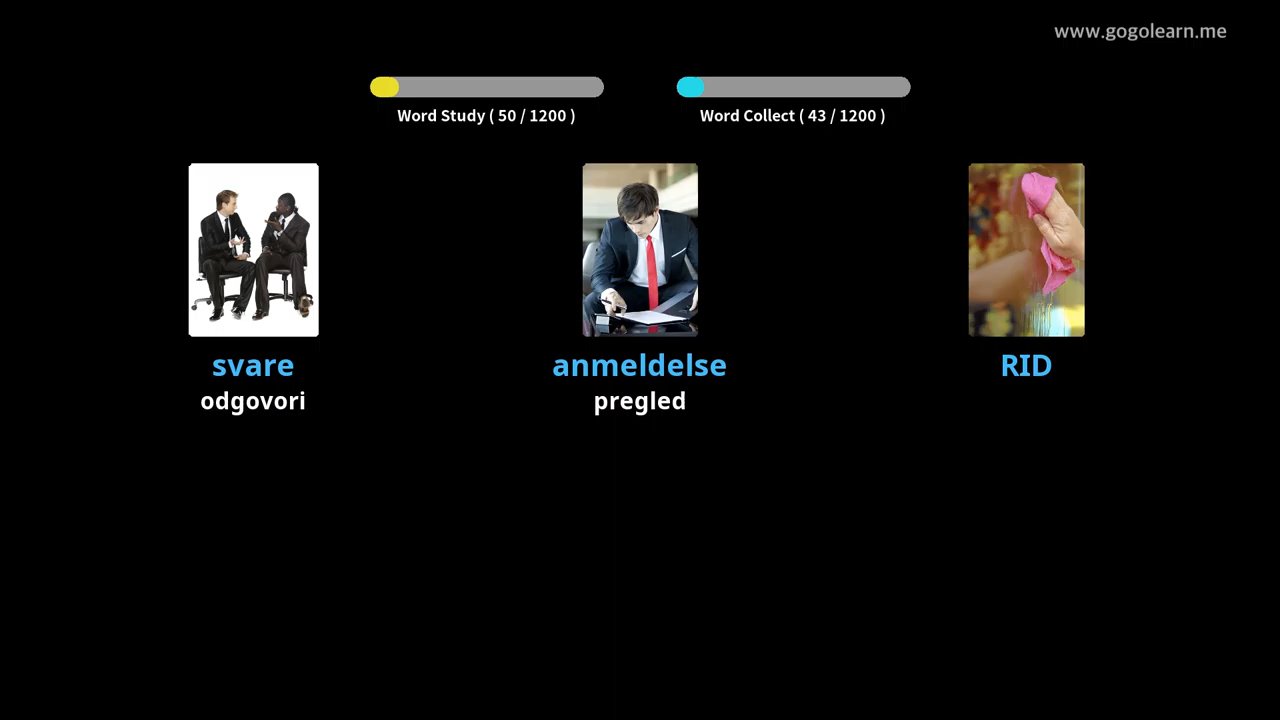 www.gogolearn.me
Word Study ( 50 / 1200 )
Word Collect ( 43 / 1200 )
svare
anmeldelse
RID
odgovori
pregled